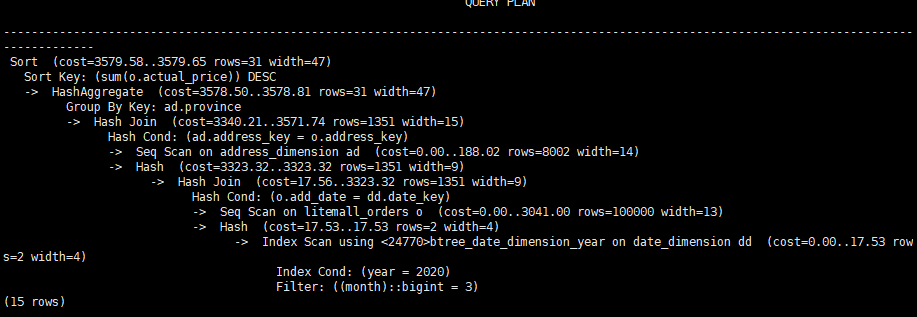 QUERY PLAN
------------------------------------------------------------------------------------------------------------------------------------
-------------
 Sort  (cost=3579.58..3579.65 rows=31 width=47)
   Sort Key: (sum(o.actual_price)) DESC
   ->  HashAggregate  (cost=3578.50..3578.81 rows=31 width=47)
         Group By Key: ad.province
         ->  Hash Join  (cost=3340.21..3571.74 rows=1351 width=15)
               Hash Cond: (ad.address_key = o.address_key)
               ->  Seq Scan on address_dimension ad  (cost=0.00..188.02 rows=8002 width=14)
               ->  Hash  (cost=3323.32..3323.32 rows=1351 width=9)
                     ->  Hash Join  (cost=17.56..3323.32 rows=1351 width=9)
                           Hash Cond: (o.add_date = dd.date_key)
                           ->  Seq Scan on litemall_orders o  (cost=0.00..3041.00 rows=100000 width=13)
                           ->  Hash  (cost=17.53..17.53 rows=2 width=4)
                                 ->  Index Scan using <24770>btree_date_dimension_year on date_dimension dd  (cost=0.00..17.53 row
s=2 width=4)
                                       Index Cond: (year = 2020)
                                       Filter: ((month)::bigint = 3)
(15 rows)